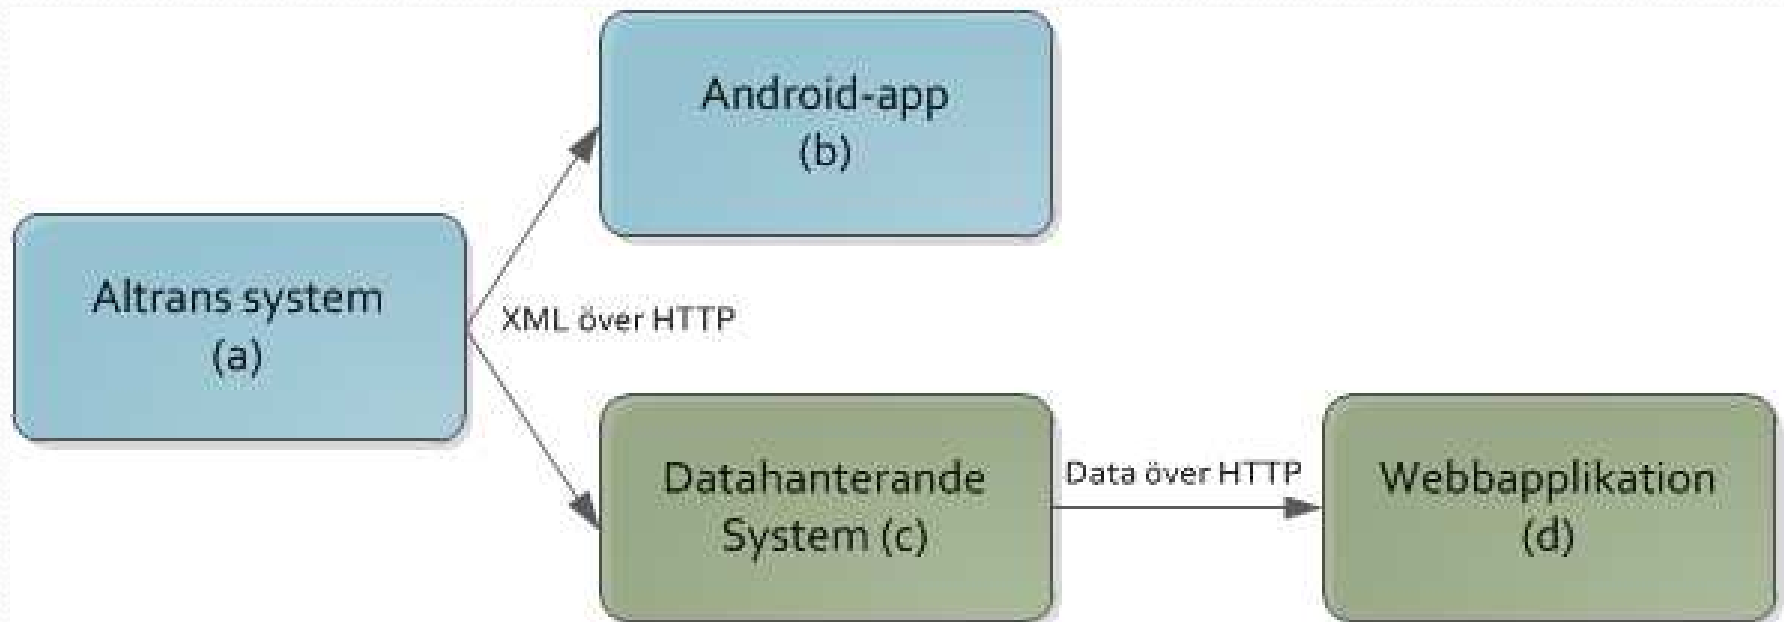 Android-app
(b)
Altrans system
(a)
XML över HTTP
Datahanterande
System (c)
Data över HTTP
Webbapplikation
(d)